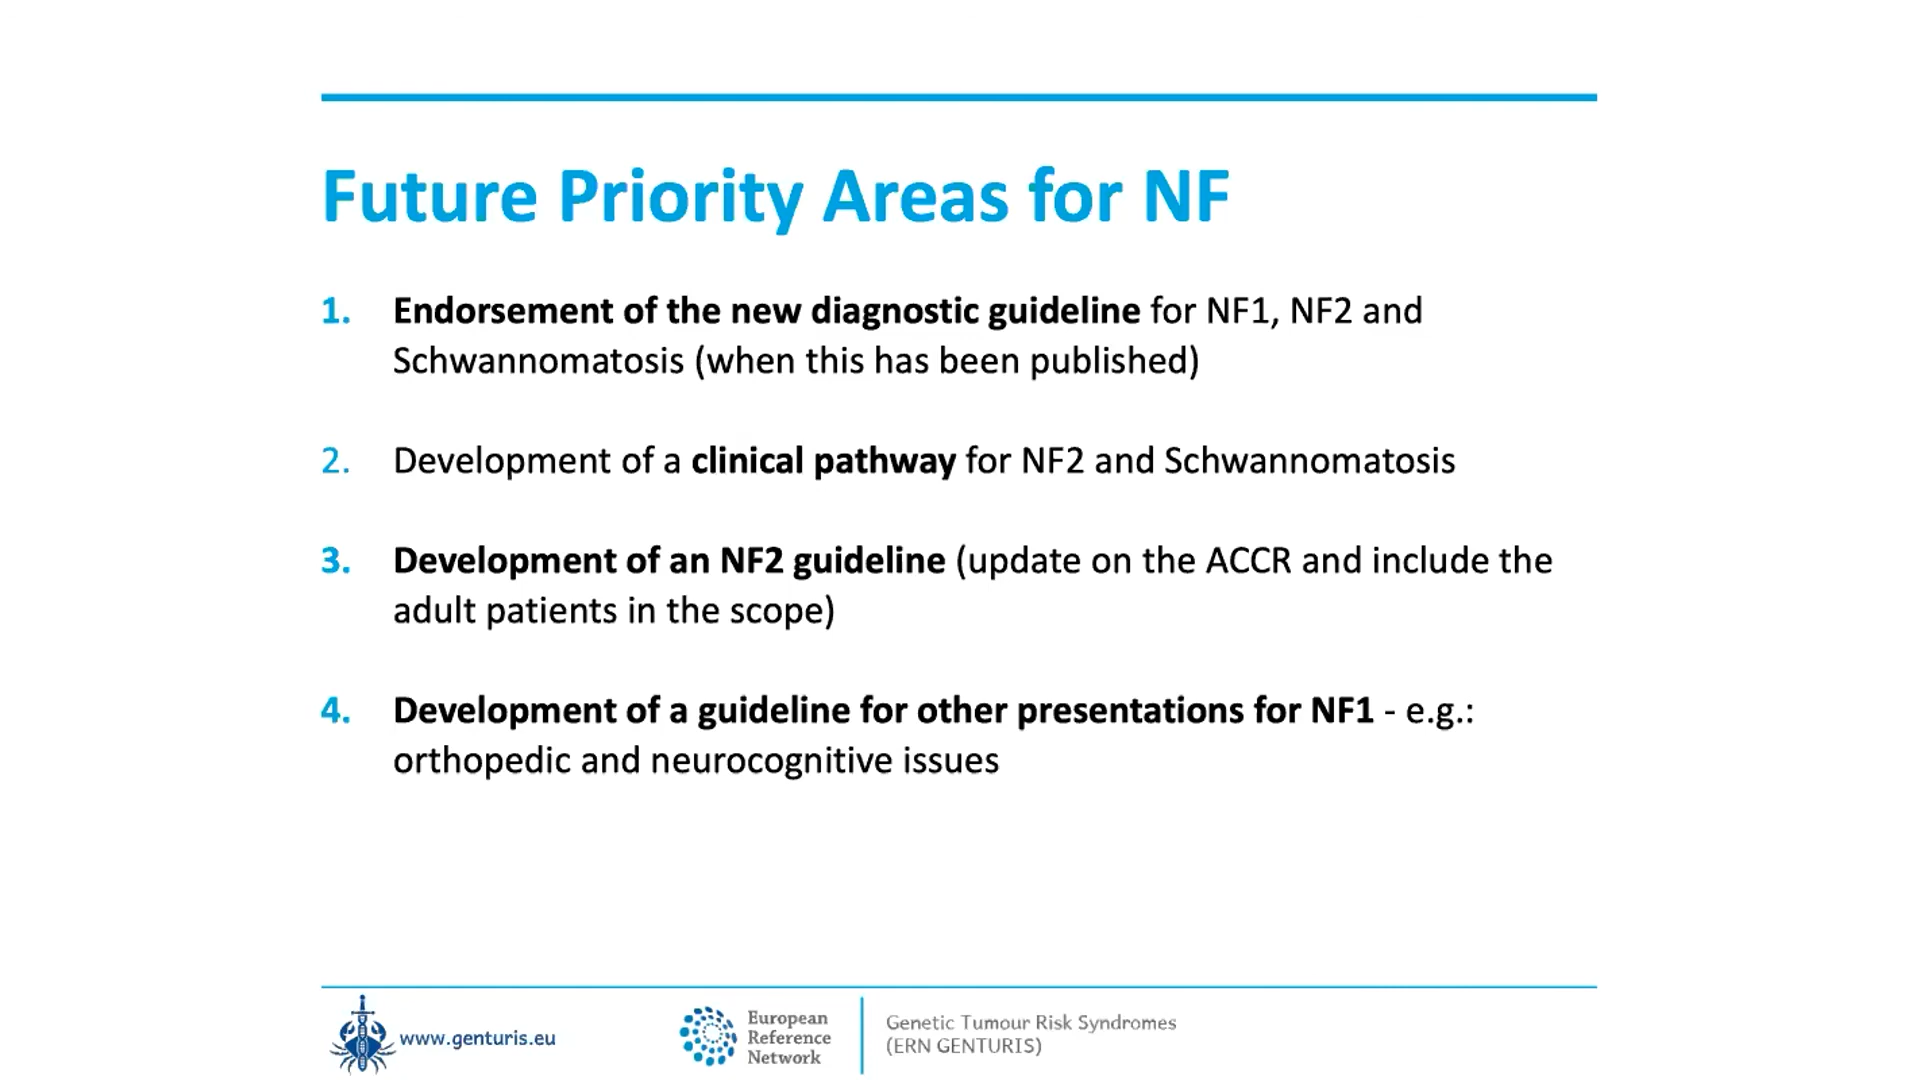 Future Priority Areas for NF
1. Endorsement of the new diagnostic guideline for NF1, NF2 and
Schwannomatosis (when this has been published)
2. Development of a clinical pathway for NF2 and Schwannomatosis
3. Development of an NF2 guideline (update on the ACCR and include the
adult patients in the scope)
4. Development of a guideline for other presentations for NF1 - e.g.:
orthopedic and neurocognitive issues
www.genturis.eu
European
Reference
Network
Genetic Tumour Risk Syndromes
(ERN GENTURIS)